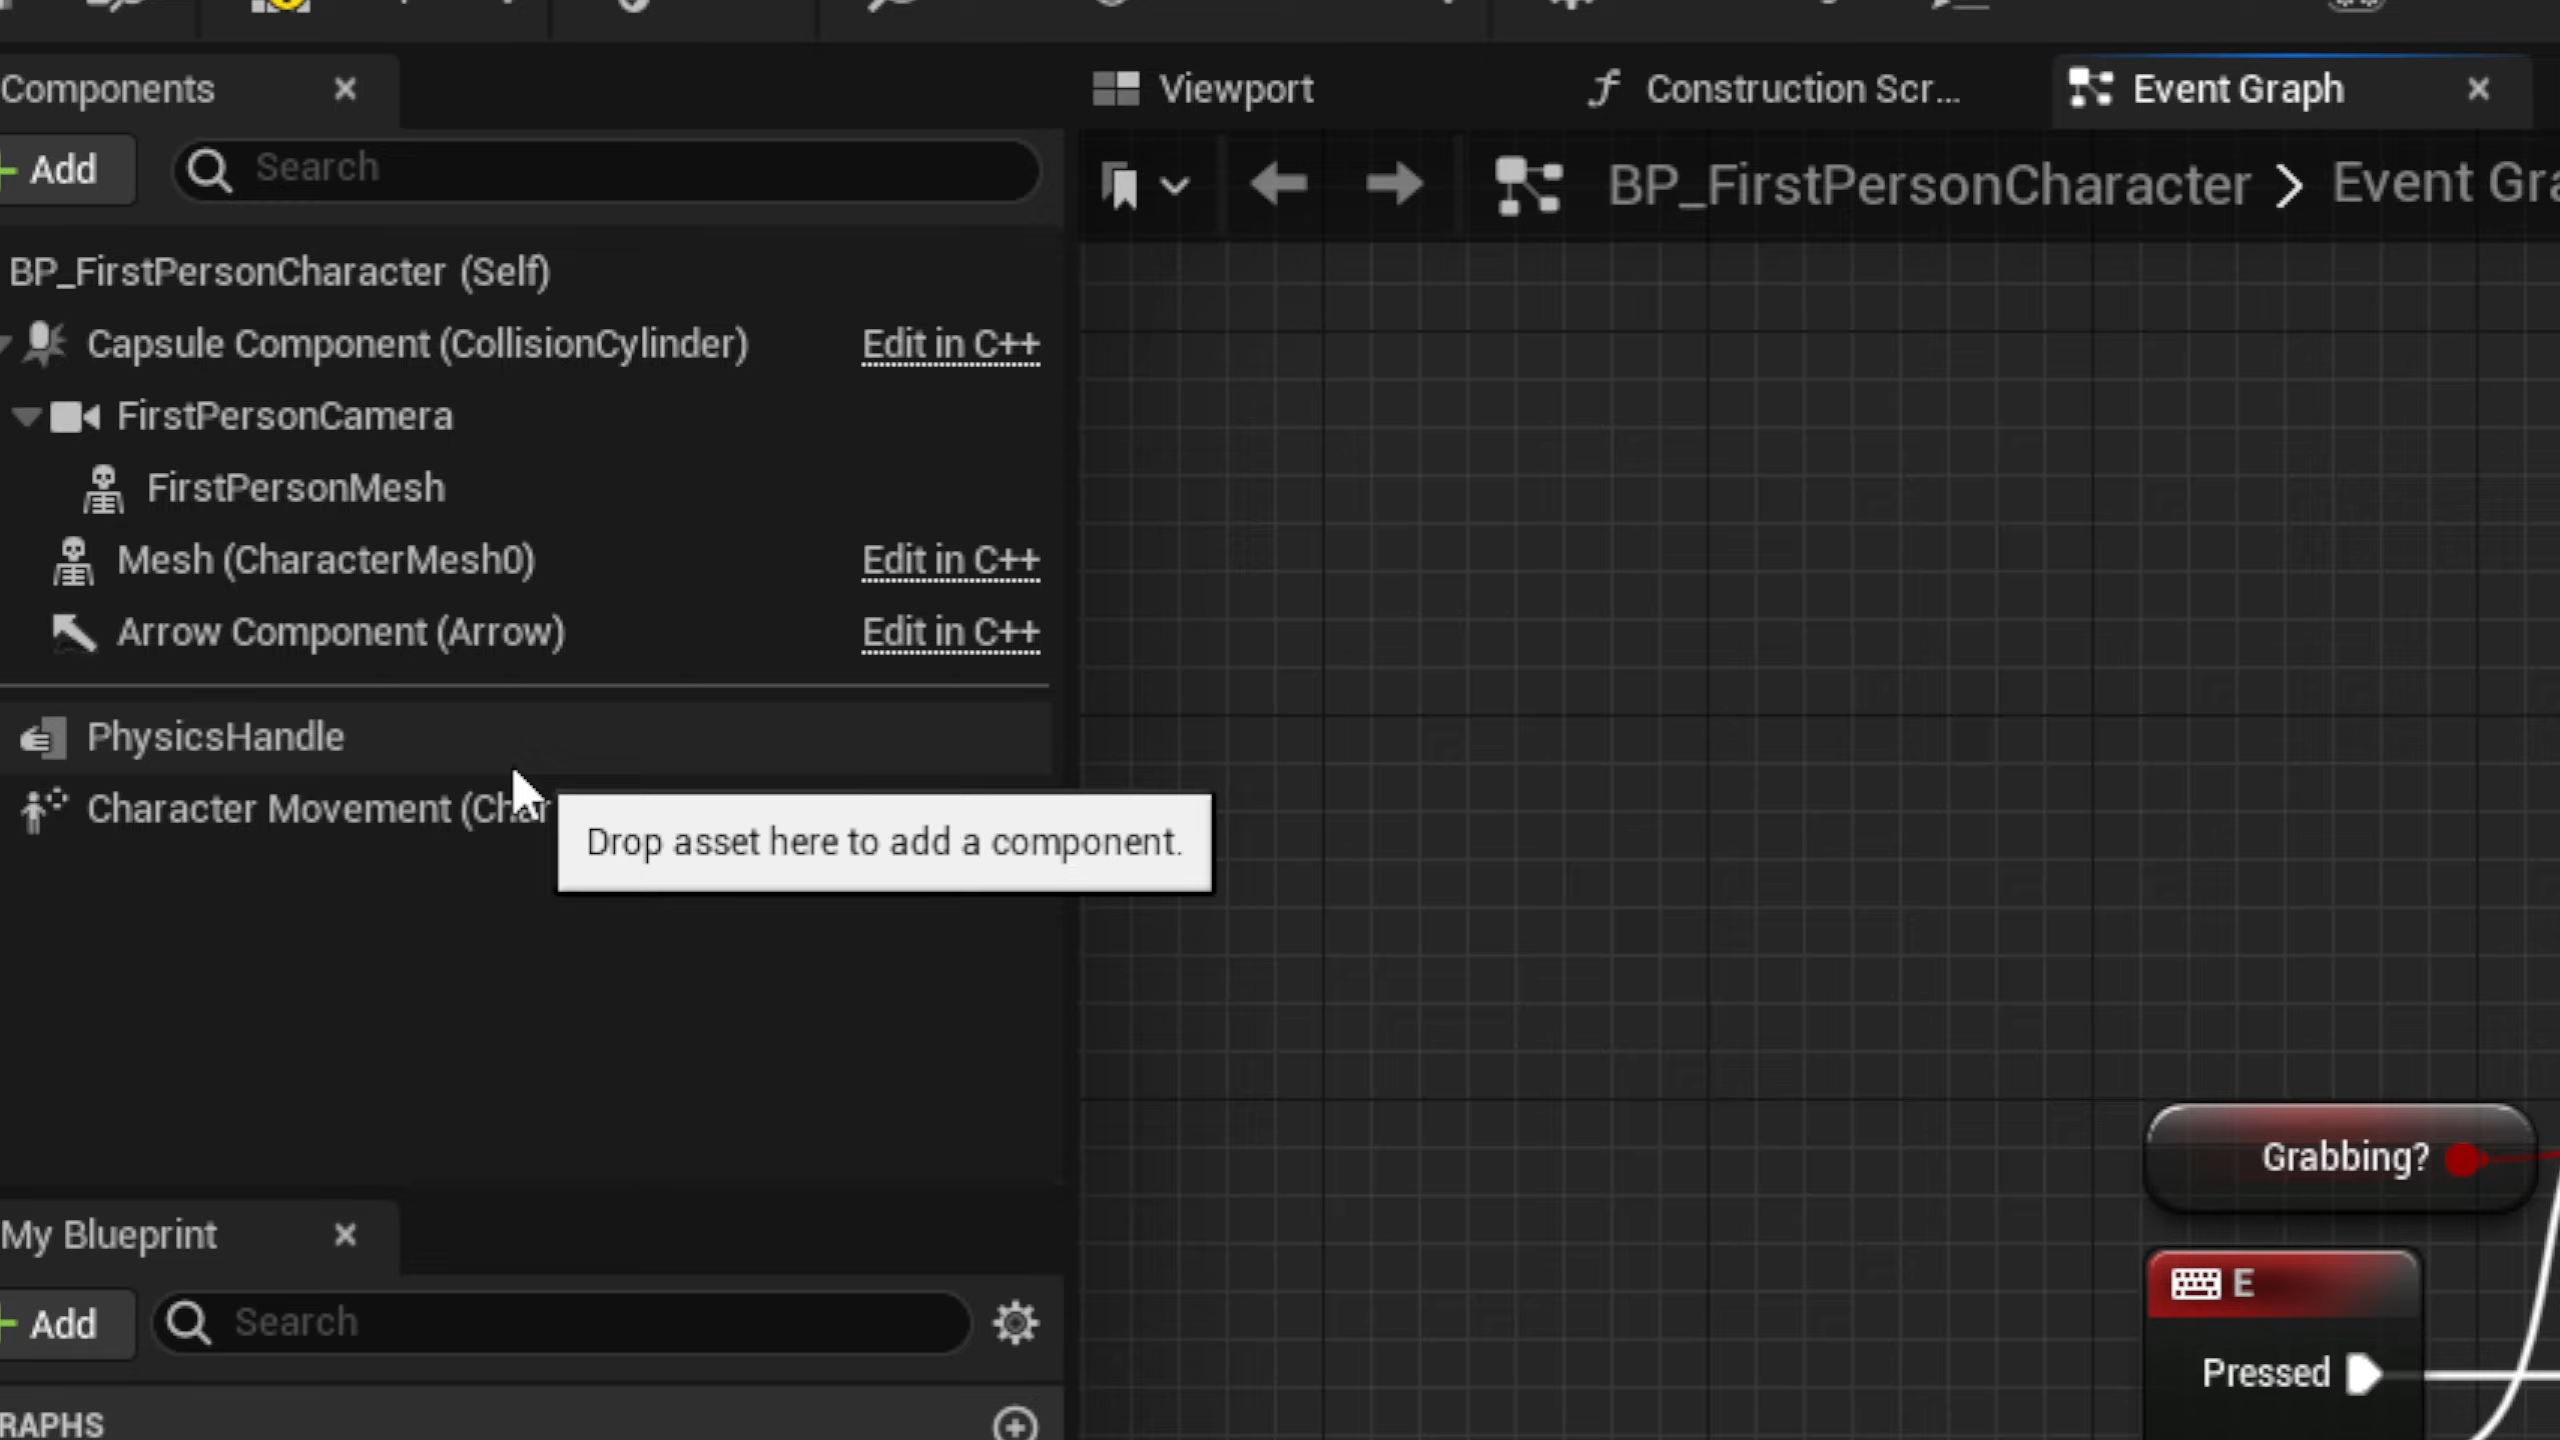 Components
Viewport
Construction Scr...
Event Graph
Add
Search
BP_FirstPersonCharacter > Event Gra
BP_FirstPersonCharacter (Self)
Capsule Component (CollisionCylinder)
Edit in C++
FirstPersonCamera
FirstPersonMesh
Mesh (CharacterMesh0)
Edit in C++
Arrow Component (Arrow)
Edit in C++
PhysicsHandle
Character Movement (Char
Drop asset here to add a component.
Grabbing?
My Blueprint
E
Add
Search
Pressed
RAPHS